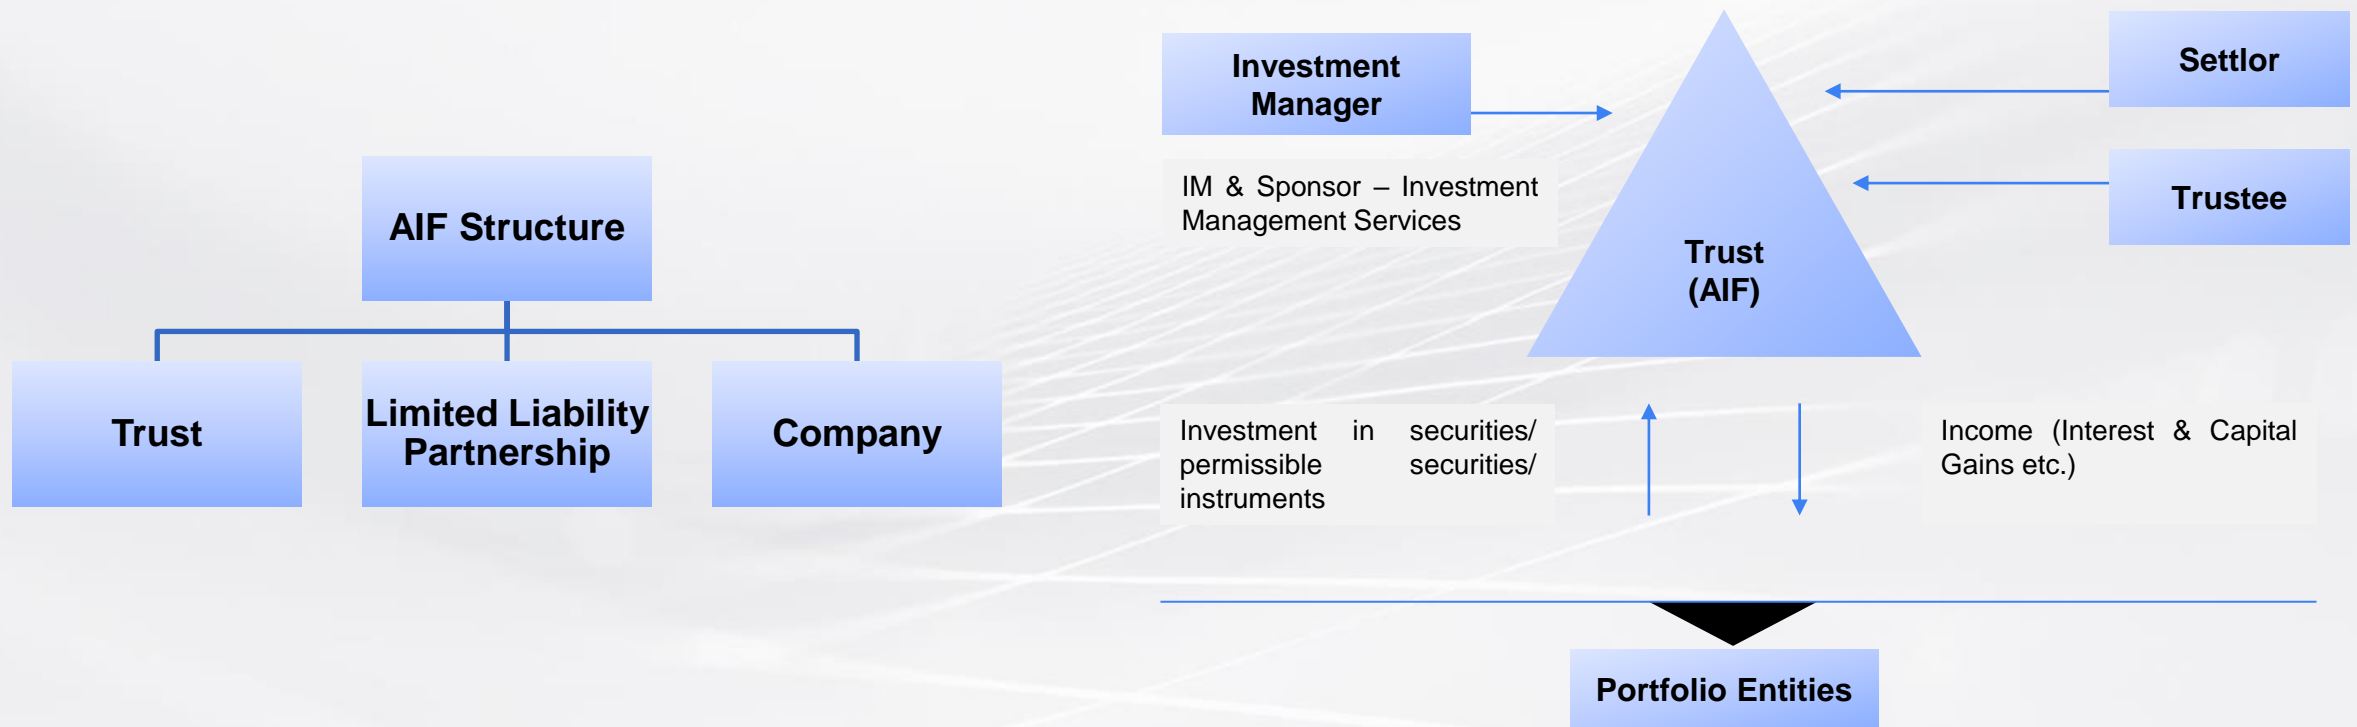 AIF Structure
Trust
Limited Liability
Partnership
Company
Investment
Manager
IM & Sponsor – Investment
Management Services
Trust
(AIF)
Settlor
Trustee
Investment in securities/
permissible securities/
instruments
Income (Interest & Capital
Gains etc.)
Portfolio Entities